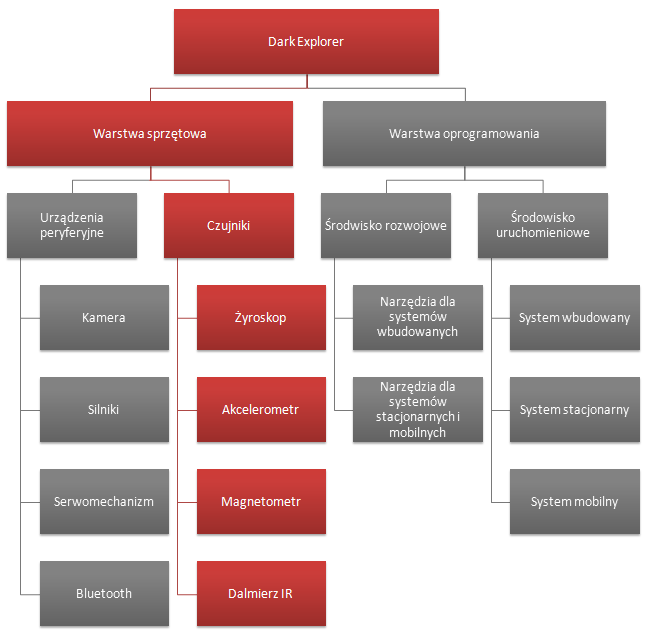 Dark Explorer
Warstwa sprzętowa
Warstwa oprogramowania
Urządzenia
peryferyjne
Czujniki
Środwisko rozwojowe
Środowisko
uruchomieniowe
Kamera
Żyroskop
Narzędzia dla
systemów
wbudowanych
System wbudowany
Silniki
Akcelerometr
Narzędzia dla
systemów
stacjonarnych i
mobilnych
System stacjonarny
Serwomechanizm
Magnetometr
System mobilny
Bluetooth
Dalmierz IR